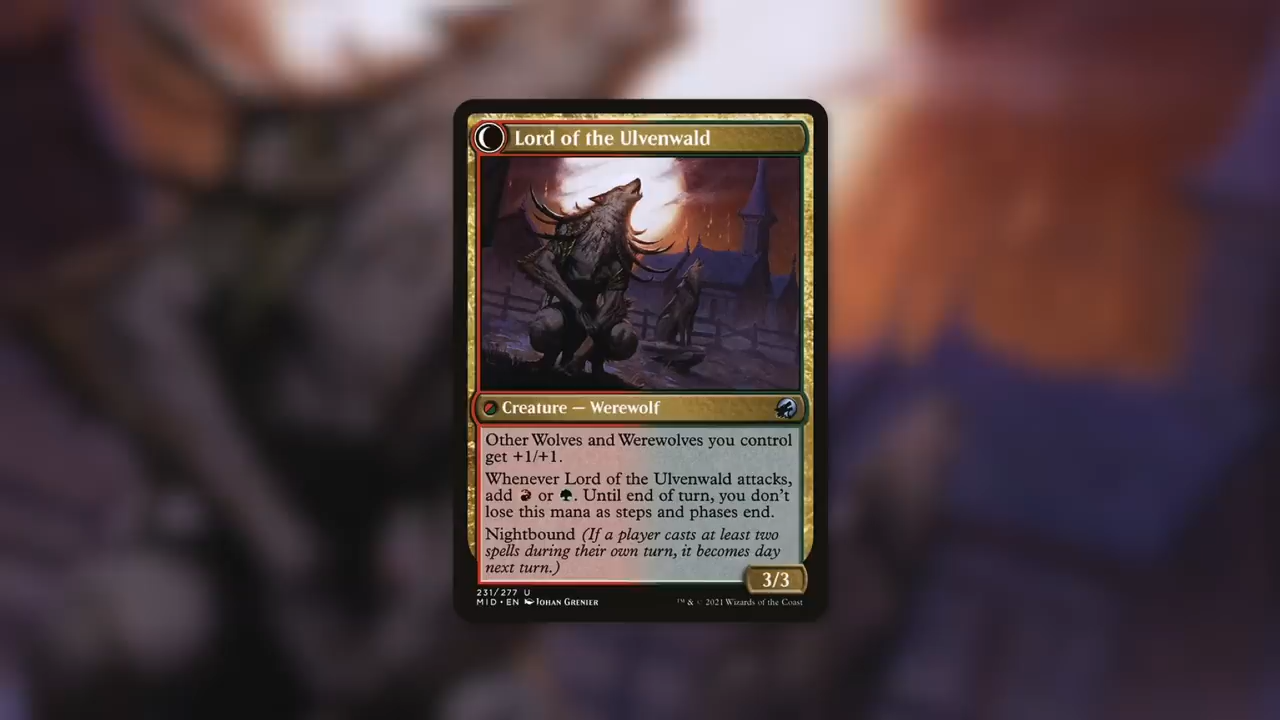 Lord of the Ulvenwald
Creature — Werewolf
Other Wolves and Werewolves you control
get +1/+1.
Whenever Lord of the Ulvenwald attacks,
add or . Until end of turn, you don't
lose this mana as steps and phases end.
Nightbound (If a player casts at least two
spells during their own turn, it becomes day
next turn.)
3/3
231/277 U
MID • EN Johan Grenier
™ & © 2021 Wizards of the Coast